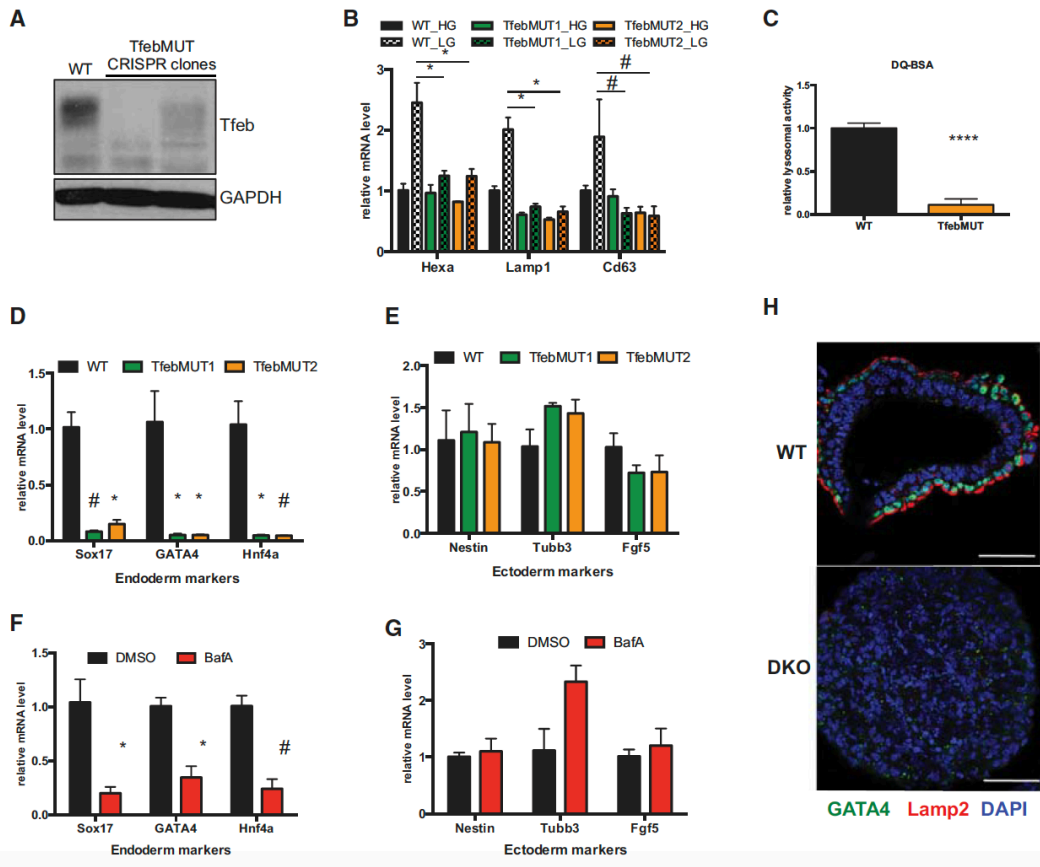 A
TfebMUT
WT CRISPR clones
Tfeb
GAPDH
B
WT_HG TfebMUT1_HG TfebMUT2_HG
WT_LG TfebMUT1_LG TfebMUT2_LG
relative mRNA level
4
3
2
1
0
* * * * # #
Hexa Lamp1 Cd63
C
DQ-BSA
relative lysosomal activity
1.5
1.0
0.5
0.0
****
WT TfebMUT
D
WT TfebMUT1 TfebMUT2
relative mRNA level
1.5
1.0
0.5
0.0
# * * * * #
Sox17 GATA4 Hnf4a
Endoderm markers
E
WT TfebMUT1 TfebMUT2
relative mRNA level
2.0
1.5
1.0
0.5
0.0
Nestin Tubb3 Fgf5
Ectoderm markers
F
DMSO BafA
relative mRNA level
1.5
1.0
0.5
0.0
* * #
Sox17 GATA4 Hnf4a
Endoderm markers
G
DMSO BafA
relative mRNA level
3
2
1
0
Nestin Tubb3 Fgf5
Ectoderm markers
H
WT
DKO
GATA4 Lamp2 DAPI